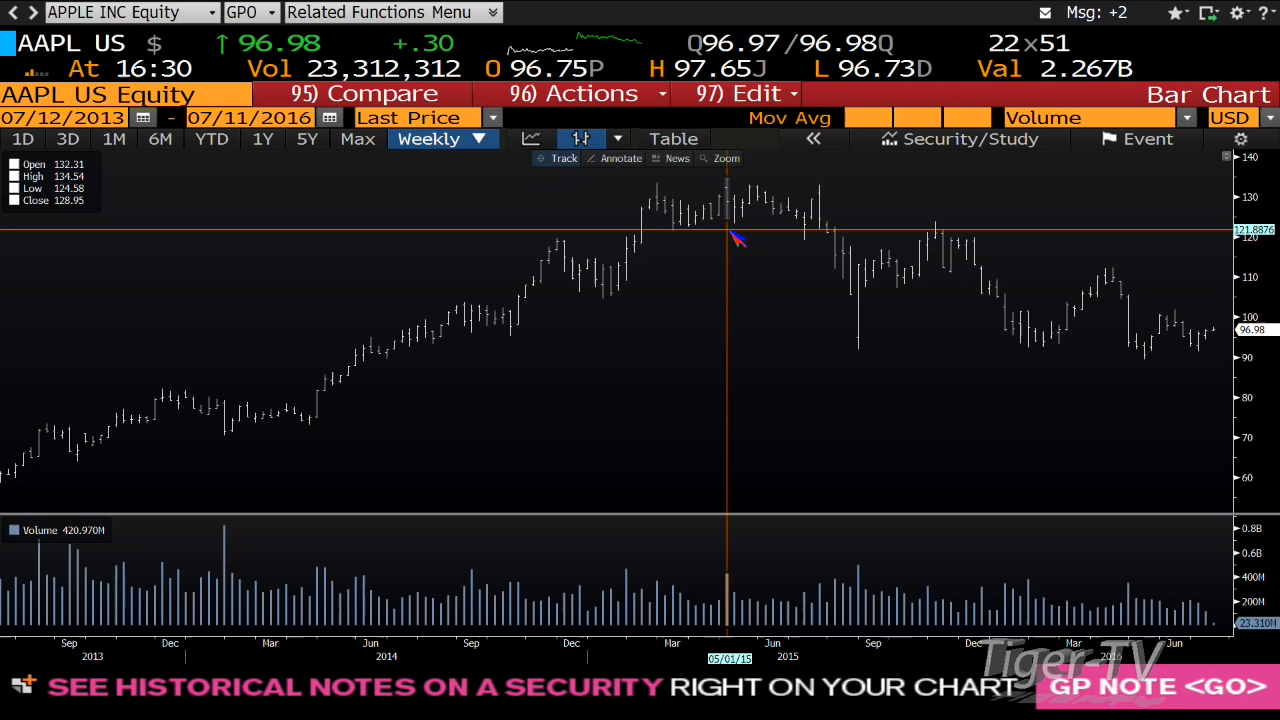 APPLE INC Equity GPO Related Functions Menu Msg: +2 ?
AAPL US $ ↑ 96.98 +.30 Q96.97/96.98Q 22×51
At 16:30 Vol 23,312,312 O 96.75P H 97.65J L 96.73D Val 2.267B
AAPL US Equity 95) Compare 96) Actions 97) Edit Bar Chart
07/12/2013 - 07/11/2016 Last Price Mov Avg Volume USD
1D 3D 1M 6M YTD 1Y 5Y Max Weekly ▼ Table « Security/Study Event
Track Annotate News Zoom
Open 132.31
High 134.54
Low 124.58
Close 128.95
140
130
121.8876
120
110
100
96.98
90
80
70
60
Volume 420.970M
0.8B
0.6B
400M
200M
23.310M
Sep Dec Mar Jun Sep Dec Mar Jun Sep Dec Mar Jun
2013 2014 05/01/15 2015 2016
Tiger-TV
SEE HISTORICAL NOTES ON A SECURITY RIGHT ON YOUR CHART GP NOTE <GO>